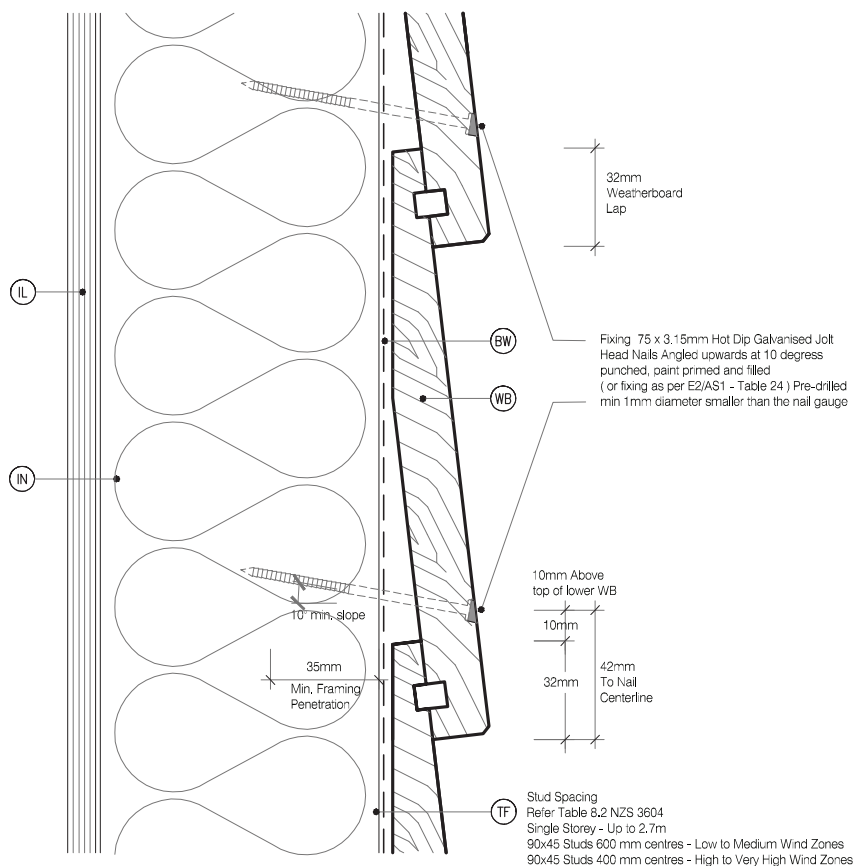 32mm
Weatherboard
Lap
IL
BW
Fixing 75 x 3.15mm Hot Dip Galvanised Jolt
Head Nails Angled upwards at 10 degress
punched, paint primed and filled
( or fixing as per E2/AS1 - Table 24 ) Pre-drilled
min 1mm diameter smaller than the nail gauge
WB
IN
10mm Above
top of lower WB
10° min. slope
10mm
35mm
Min. Framing
Penetration
32mm
42mm
To Nail
Centerline
TF
Stud Spacing
Refer Table 8.2 NZS 3604
Single Storey - Up to 2.7m
90x45 Studs 600 mm centres - Low to Medium Wind Zones
90x45 Studs 400 mm centres - High to Very High Wind Zones